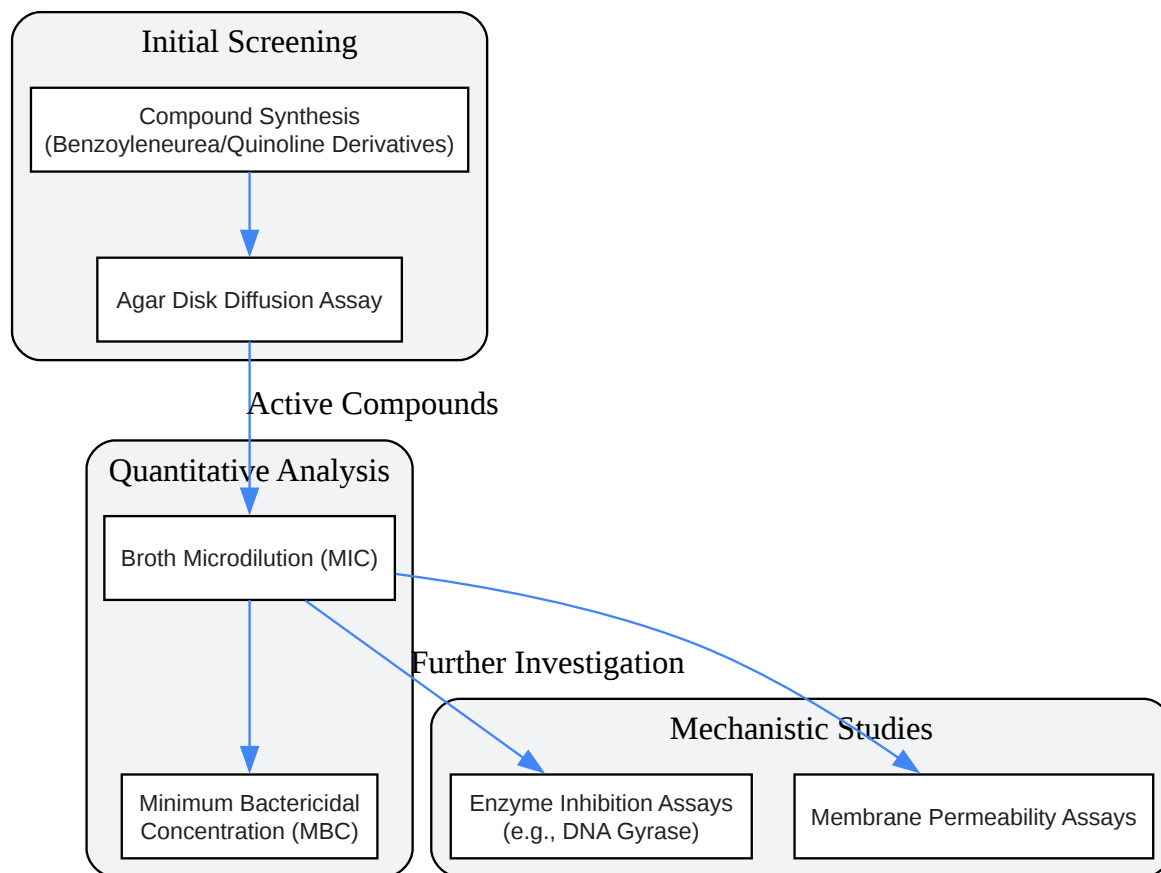 Initial Screening
Compound Synthesis
(Benzoyleneurea/Quinoline Derivatives)
Agar Disk Diffusion Assay
Active Compounds
Quantitative Analysis
Broth Microdilution (MIC)
Further Investigation
Mechanistic Studies
Minimum Bactericidal
Concentration (MBC)
Enzyme Inhibition Assays
(e.g., DNA Gyrase)
Membrane Permeability Assays